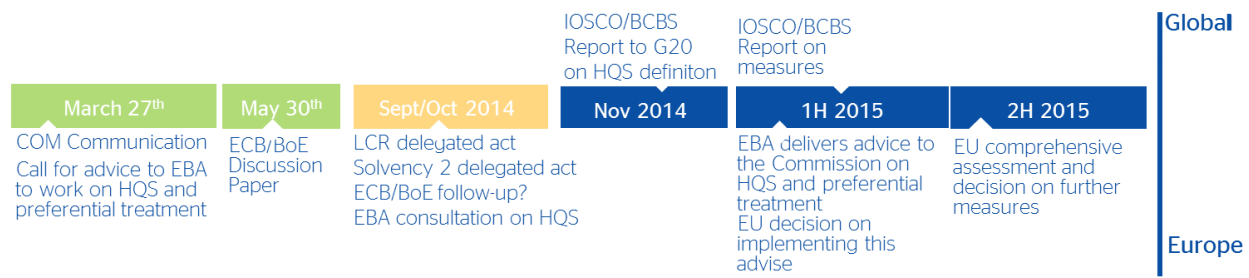 IOSCO/BCBS
Report to G20
on HQS definiton
IOSCO/BCBS
Report on
measures
Global
March 27th
May 30th
Sept/Oct 2014
Nov 2014
1H 2015
2H 2015
COM Communication
Call for advice to EBA
to work on HQS and
preferential treatment
ECB/BoE
Discussion
Paper
LCR delegated act
Solvency 2 delegated act
ECB/BoE follow-up?
EBA consultation on HQS
EBA delivers advice to
the Commission on
HQS and preferential
treatment
EU decision on
implementing this
advise
EU comprehensive
assessment and
decision on further
measures
Europe